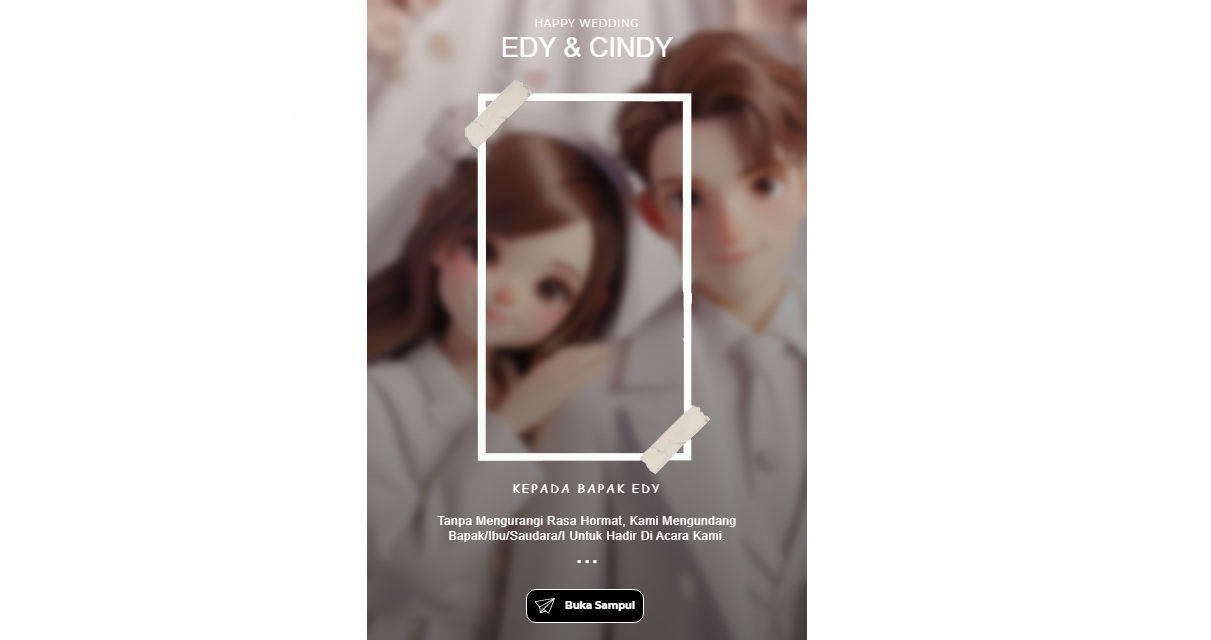 HAPPY WEDDING
EDY & CINDY
KEPADA BAPAK EDY
Tanpa Mengurangi Rasa Hormat, Kami Mengundang
Bapak/Ibu/Saudara/I Untuk Hadir Di Acara Kami.
...
Buka Sampul